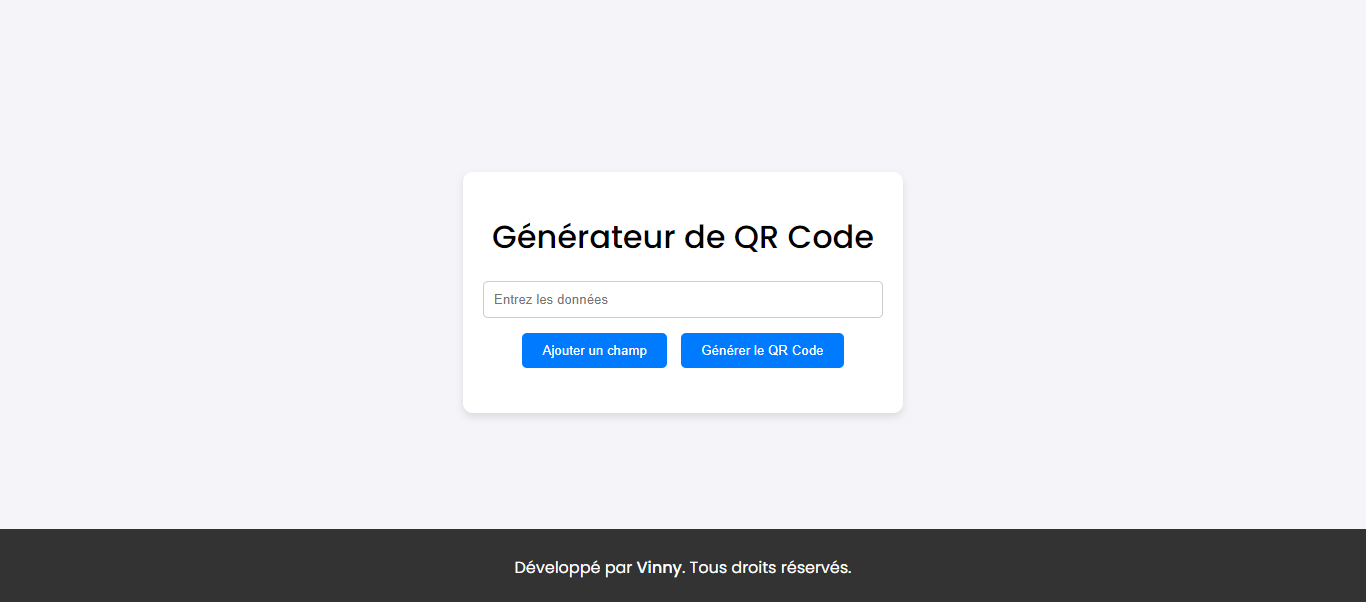 Générateur de QR Code
Entrez les données
Ajouter un champ Générer le QR Code
Développé par Vinny. Tous droits réservés.